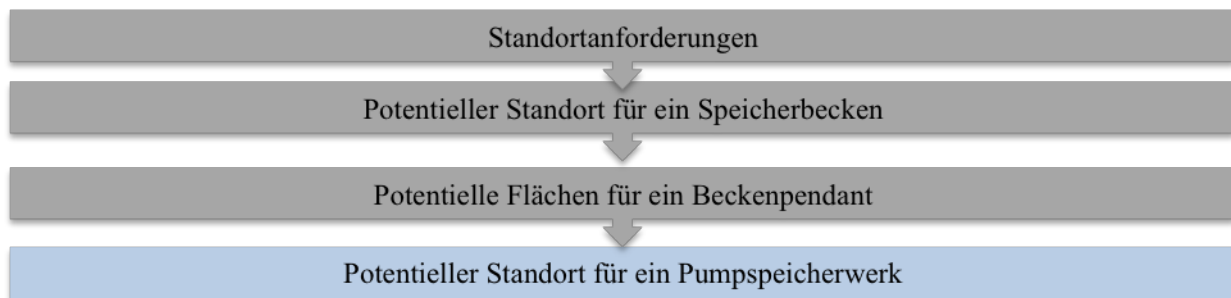 Standortanforderungen
Potentieller Standort für ein Speicherbecken
Potentielle Flächen für ein Beckenpendant
Potentieller Standort für ein Pumpspeicherwerk